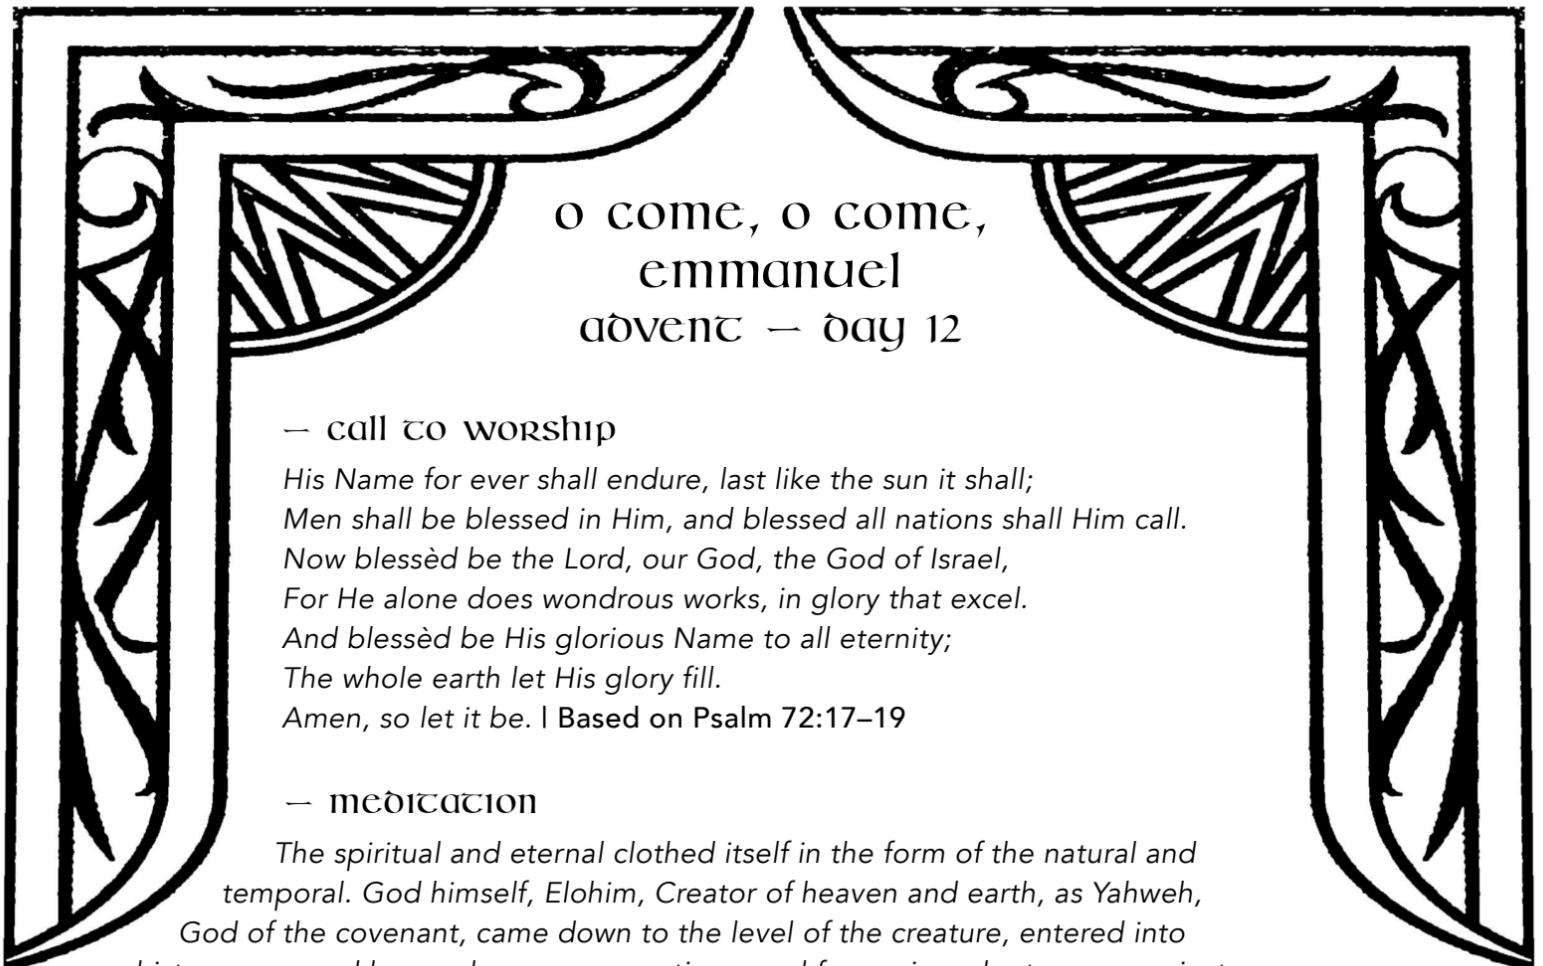 o come, o come,
emmanuel
advent – day 12
– call to worship
His Name for ever shall endure, last like the sun it shall;
Men shall be blessed in Him, and blessed all nations shall Him call.
Now blessèd be the Lord, our God, the God of Israel,
For He alone does wondrous works, in glory that excel.
And blessèd be His glorious Name to all eternity;
The whole earth let His glory fill.
Amen, so let it be. | Based on Psalm 72:17–19
– meditation
The spiritual and eternal clothed itself in the form of the natural and
temporal. God himself, Elohim, Creator of heaven and earth, as Yahweh,
God of the covenant, came down to the level of the creature, entered into